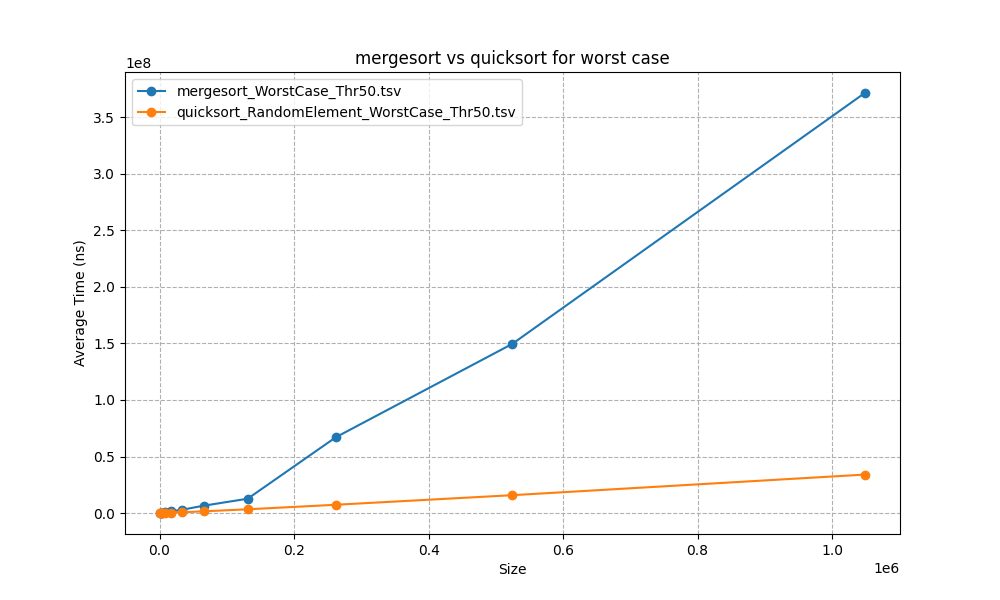 mergesort vs quicksort for worst case
1e8
mergesort_WorstCase_Thr50.tsv
quicksort_RandomElement_WorstCase_Thr50.tsv
3.5
3.0
2.5
2.0
1.5
1.0
0.5
0.0
Average Time (ns)
0.0 0.2 0.4 0.6 0.8 1.0
Size
1e6